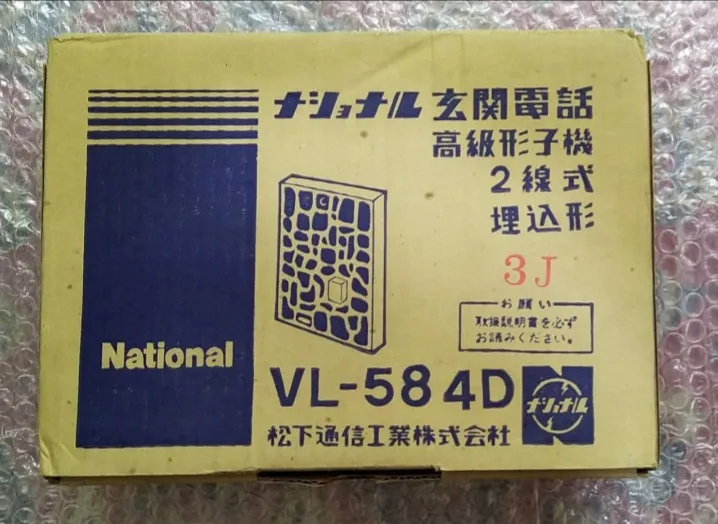 ナショナル 玄関電話
高級形子機
2線式
埋込形
3J
お願い
取扱説明書を必ず
お読みください。
National
VL-584D
ナショナル
松下通信工業株式会社